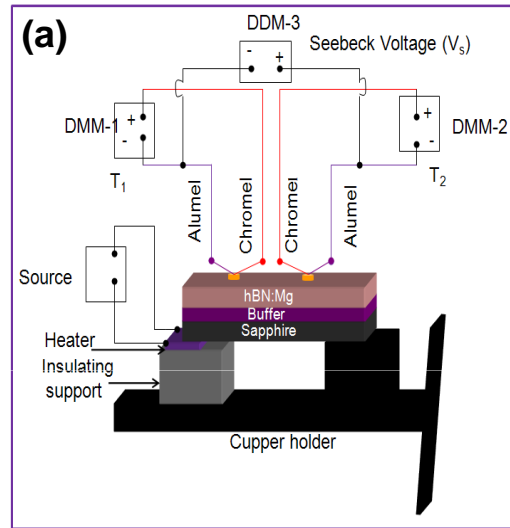 (a)
DDM-3
Seebeck Voltage (Vₛ)
- +
DMM-1
+
-
+
-
DMM-2
T₁
T₂
Alumel
Chromel
Chromel
Alumel
Source
hBN:Mg
Buffer
Sapphire
Heater
Insulating
support
Cupper holder